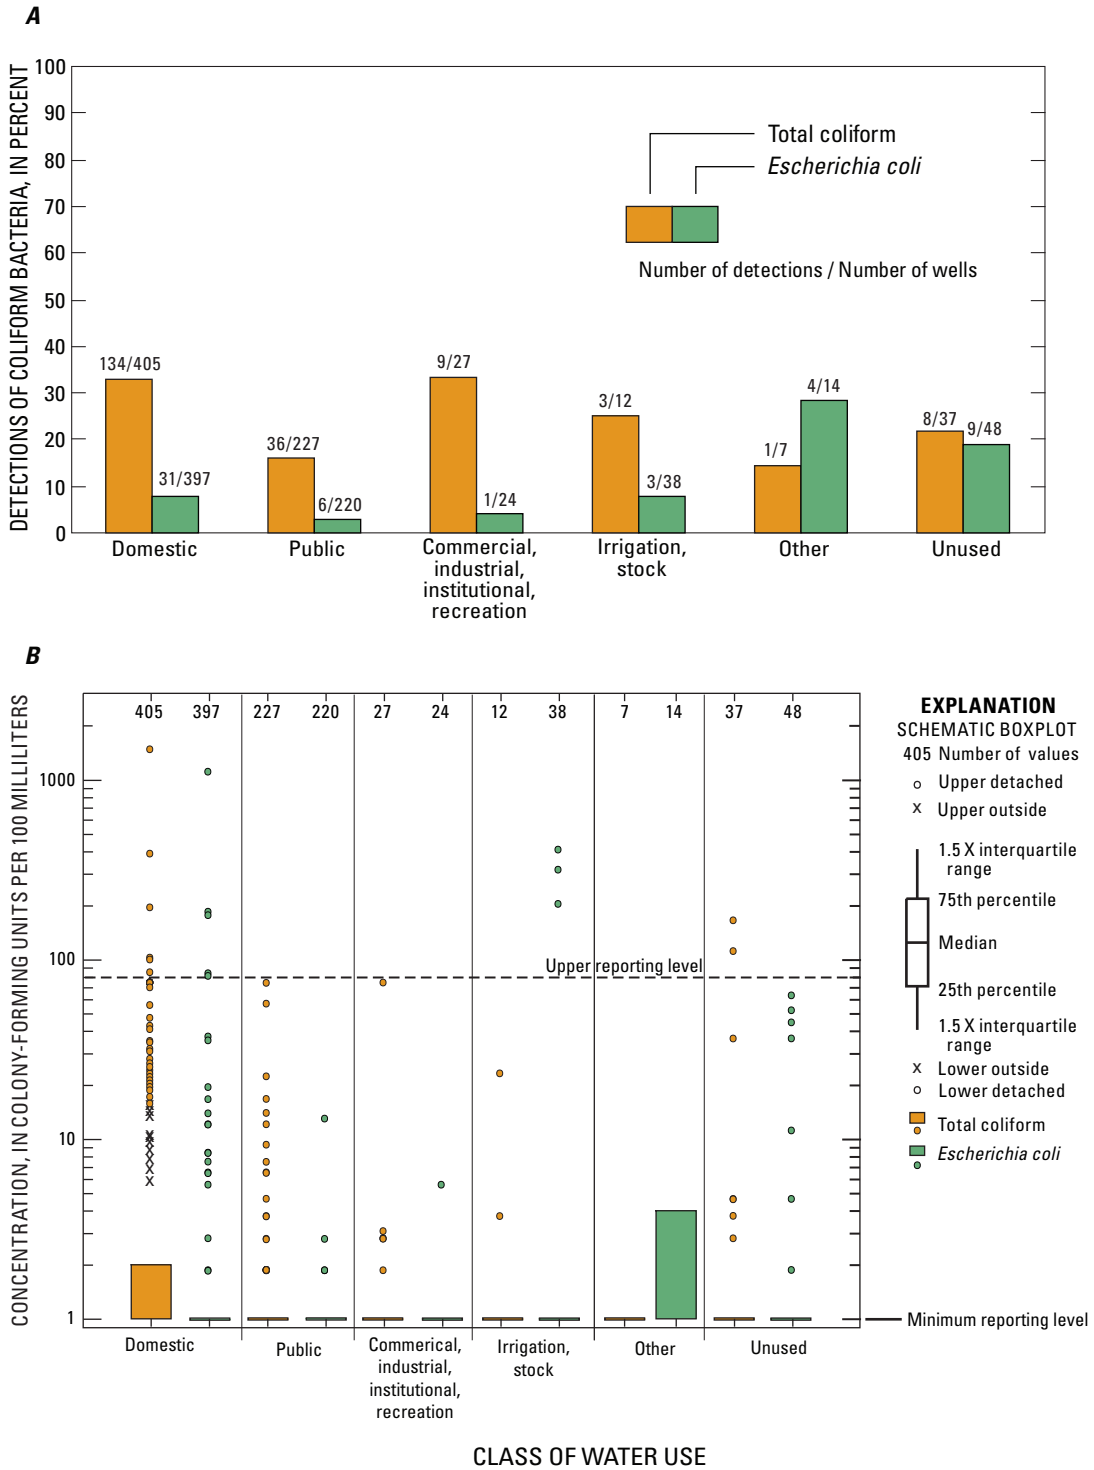 A
DETECTIONS OF COLIFORM BACTERIA, IN PERCENT
100
90
80
70
60
50
40
30
20
10
0
Total coliform
Escherichia coli
Number of detections / Number of wells
134/405
31/397
36/227
6/220
9/27
1/24
3/12
3/38
1/7
4/14
8/37
9/48
Domestic
Public
Commercial,
industrial,
institutional,
recreation
Irrigation,
stock
Other
Unused
B
CONCENTRATION, IN COLONY-FORMING UNITS PER 100 MILLILITERS
405 397 227 220 27 24 12 38 7 14 37 48
1000
100
10
1
Upper reporting level
Domestic
Public
Commerical,
industrial,
institutional,
recreation
Irrigation,
stock
Other
Unused
CLASS OF WATER USE
EXPLANATION
SCHEMATIC BOXPLOT
405 Number of values
Upper detached
x Upper outside
1.5 X interquartile
range
75th percentile
Median
25th percentile
1.5 X interquartile
range
x Lower outside
Lower detached
Total coliform
Escherichia coli
Minimum reporting level